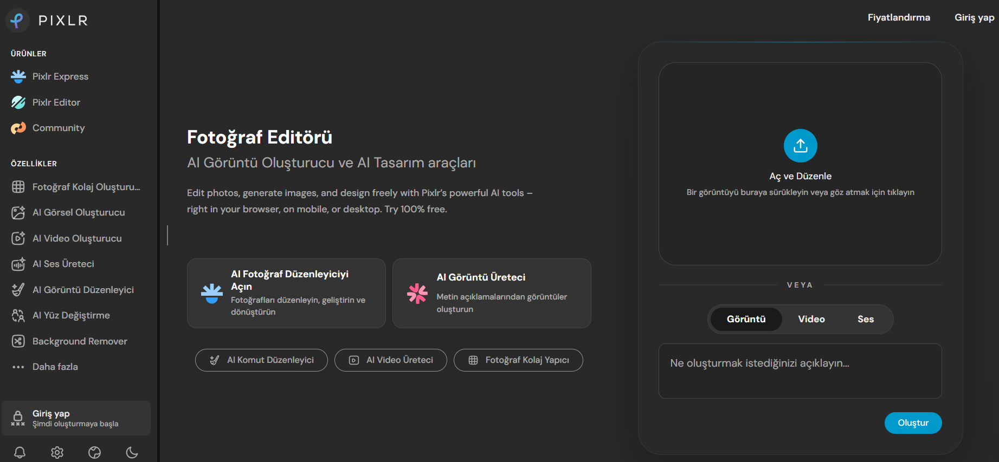 PIXLR
ÜRÜNLER
Pixlr Express
Pixlr Editor
Community
ÖZELLİKLER
Fotoğraf Kolaj Oluşturu...
AI Görsel Oluşturucu
AI Video Oluşturucu
AI Ses Üreteci
AI Görüntü Düzenleyici
AI Yüz Değiştirme
Background Remover
Daha fazla
Giriş yap
Şimdi oluşturmaya başla
Fiyatlandırma
Giriş yap
Fotoğraf Editörü
AI Görüntü Oluşturucu ve AI Tasarım araçları
Edit photos, generate images, and design freely with Pixlr's powerful AI tools –
right in your browser, on mobile, or desktop. Try 100% free.
AI Fotoğraf Düzenleyiciyi
Açın
Fotoğrafları düzenleyin, geliştirin ve
dönüştürün
AI Görüntü Üreteci
Metin açıklamalarından görüntüler
oluşturun
AI Komut Düzenleyici
AI Video Üreteci
Fotoğraf Kolaj Yapıcı
Aç ve Düzenle
Bir görüntüyü buraya sürükleyin veya göz atmak için tıklayın
VEYA
Görüntü
Video
Ses
Ne oluşturmak istediğinizi açıklayın...
Oluştur